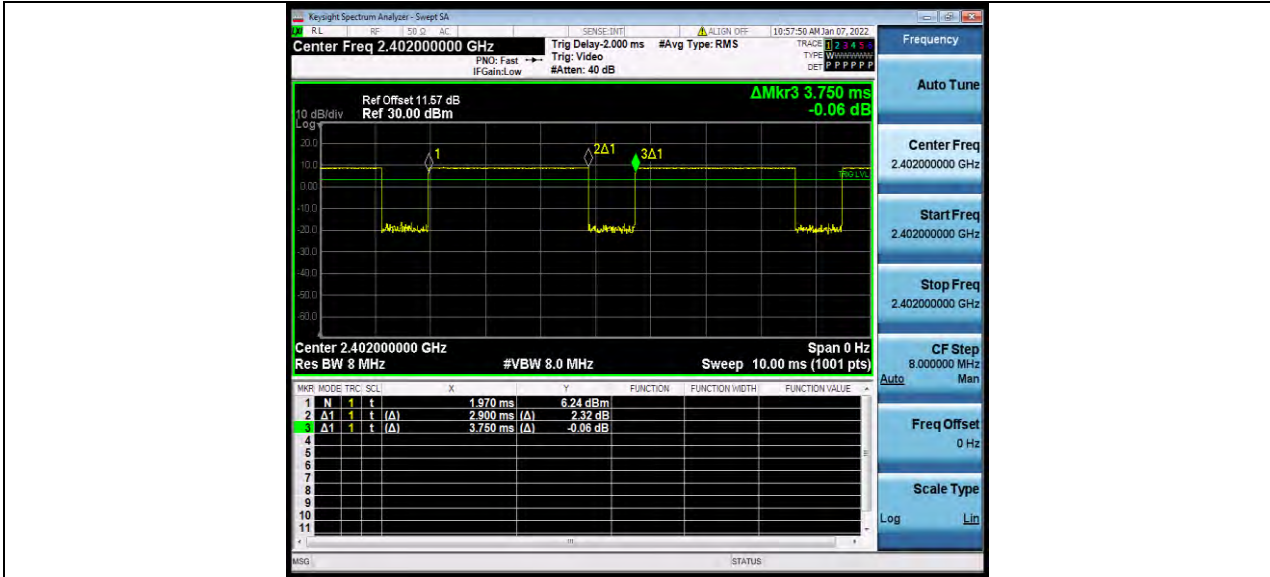 Keysight Spectrum Analyzer - Swept SA
RL RF 50 Ω AC SENSE:INT ALIGN OFF 10:57:50 AM Jan 07, 2022
Center Freq 2.402000000 GHz
Trig Delay-2.000 ms #Avg Type: RMS
TRACE 1 2 3 4 5 6
PNO: Fast Trig: Video
TYPE W
IFGain:Low #Atten: 40 dB
DET P P P P P P
Frequency
Auto Tune
ΔMkr3 3.750 ms
-0.06 dB
Ref Offset 11.57 dB
10 dB/div Ref 30.00 dBm
Log
20.0
10.0
0.00
-10.0
-20.0
-30.0
-40.0
-50.0
-60.0
1
2Δ1
3Δ1
TRIG LVL
Center Freq
2.402000000 GHz
Start Freq
2.402000000 GHz
Stop Freq
2.402000000 GHz
Center 2.402000000 GHz Span 0 Hz
Res BW 8 MHz #VBW 8.0 MHz Sweep 10.00 ms (1001 pts)
CF Step
8.000000 MHz
Auto Man
MKR MODE TRC SCL X Y FUNCTION FUNCTION WIDTH FUNCTION VALUE
1 N 1 t 1.970 ms 6.24 dBm
2 Δ1 1 t (Δ) 2.900 ms (Δ) 2.32 dB
3 Δ1 1 t (Δ) 3.750 ms (Δ) -0.06 dB
4
5
6
7
8
9
10
11
Freq Offset
0 Hz
Scale Type
Log Lin
MSG STATUS